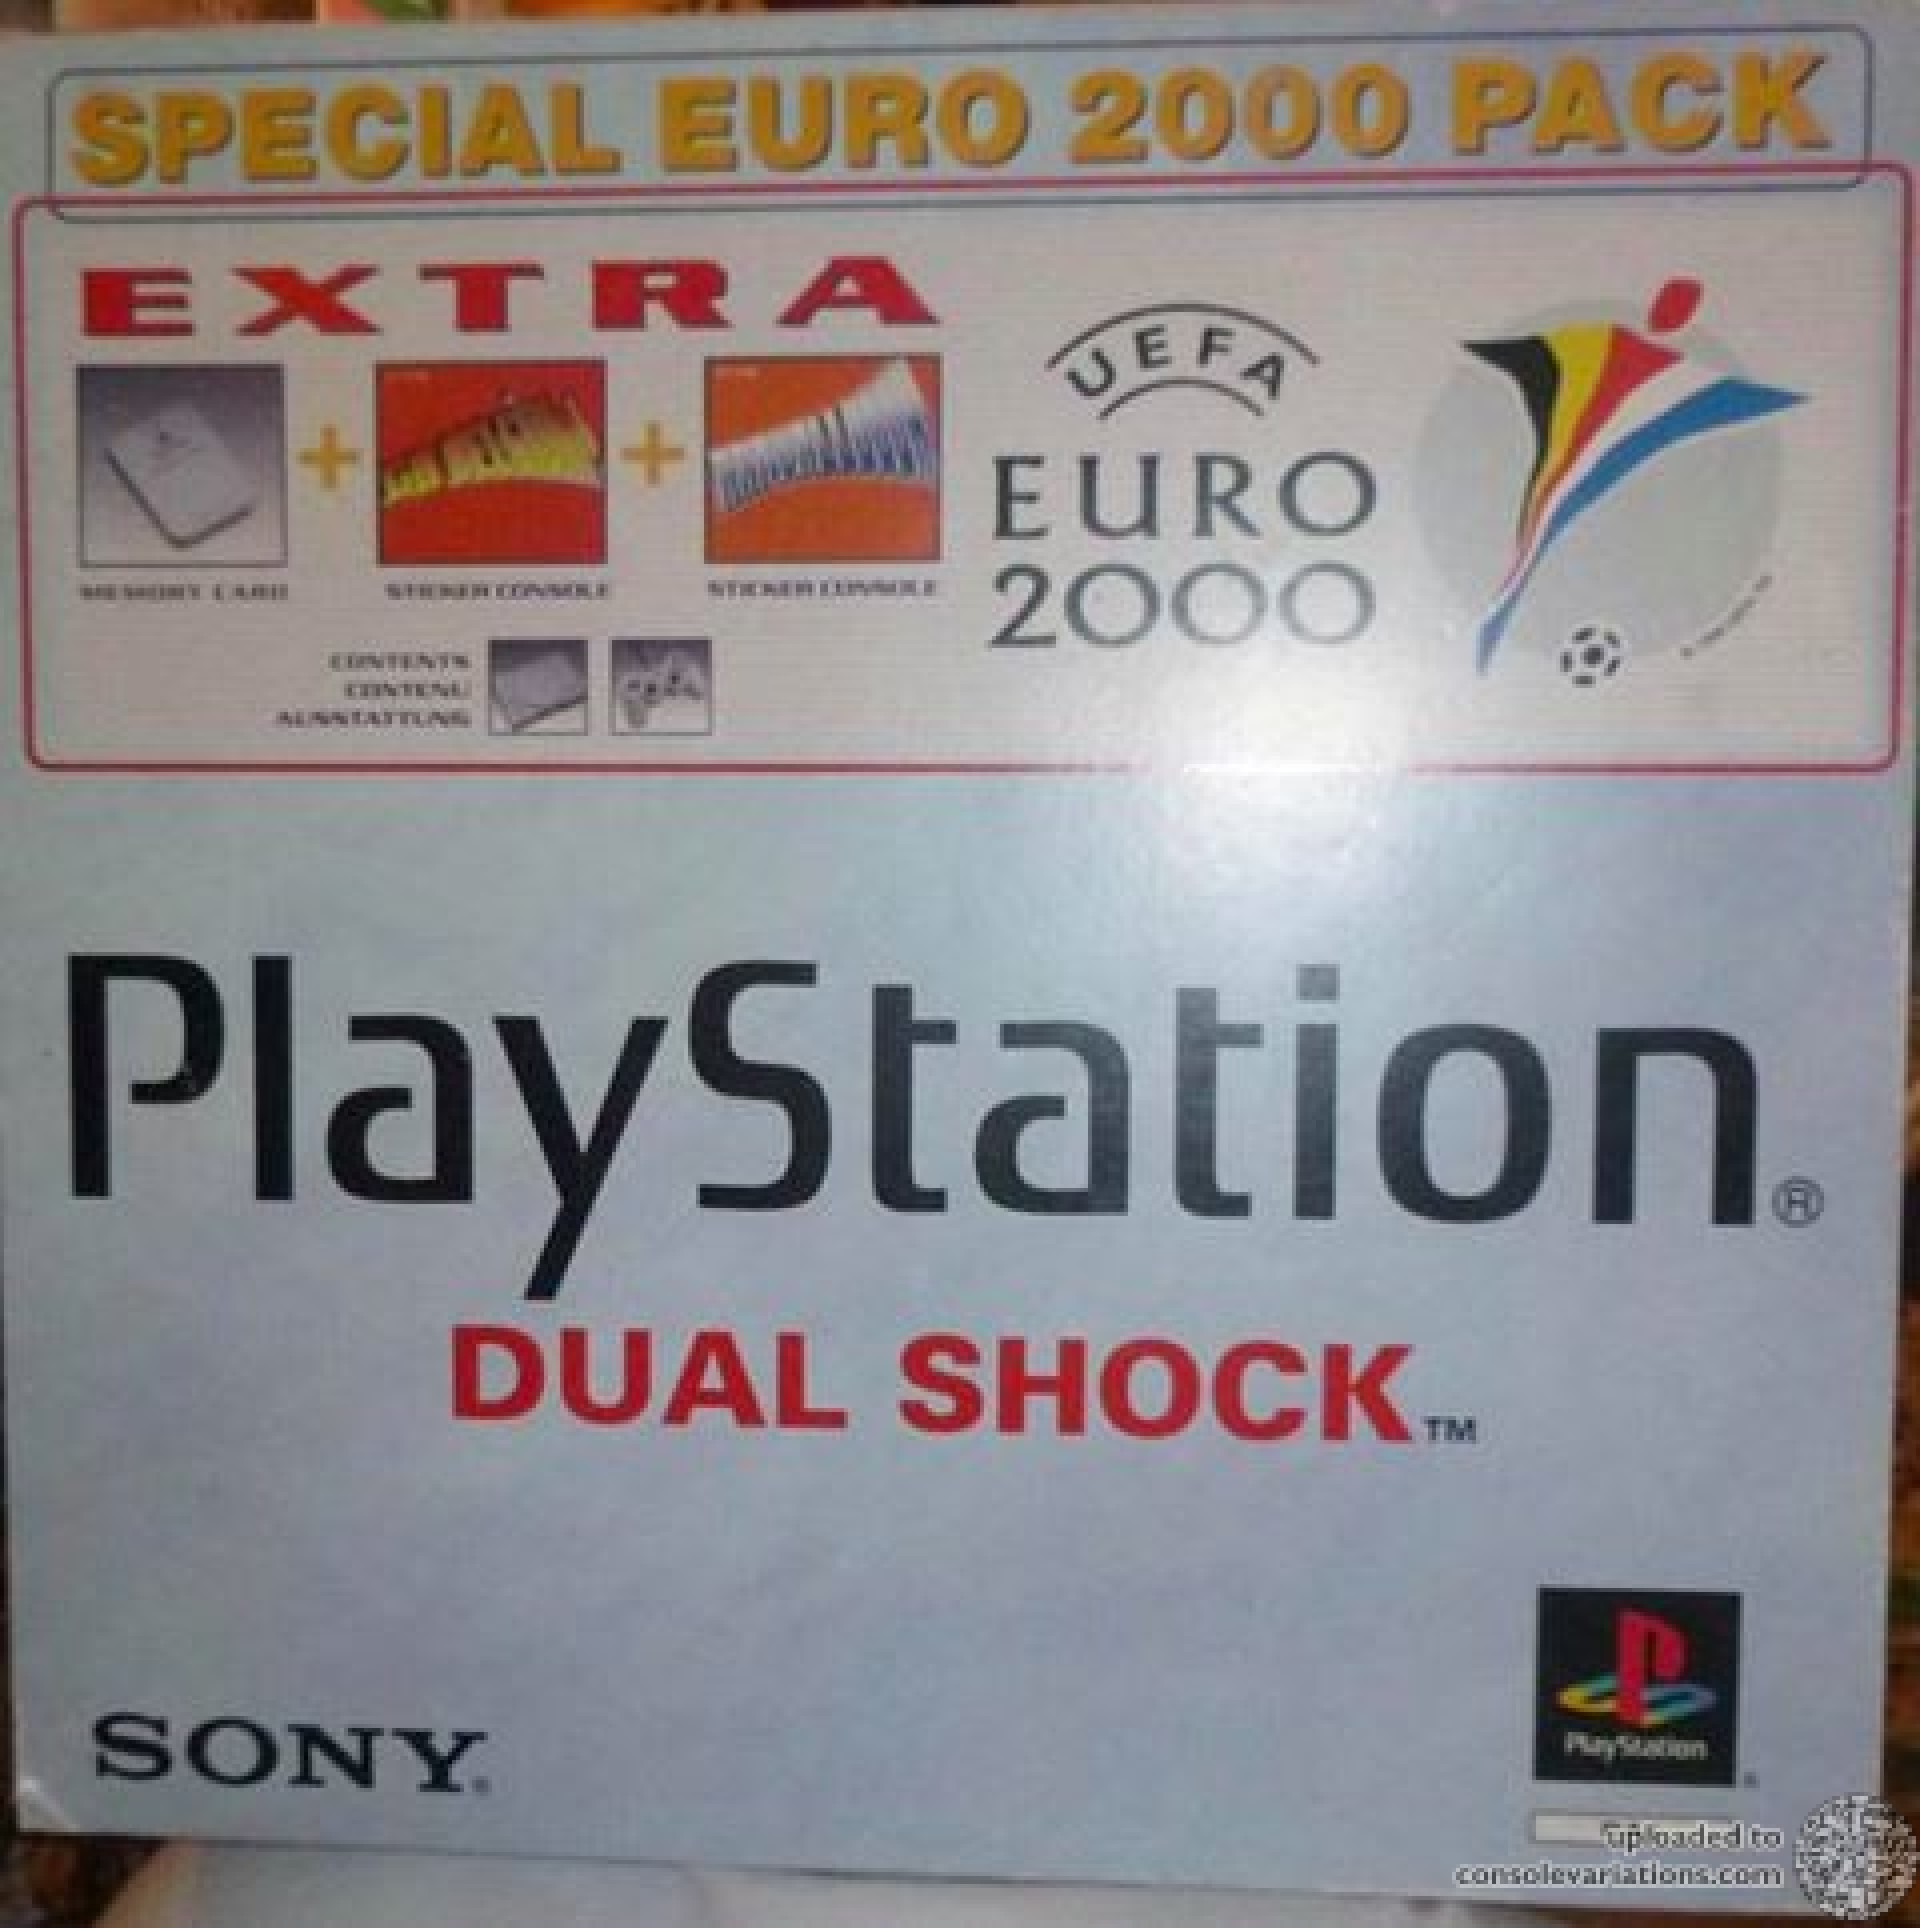 SPECIAL EURO 2000 PACK
EXTRA
MEMORY CARD
STICKER CONSOLE
STICKER CONSOLE
CONTENTS
CONTENU
AUSSTATTUNG
UEFA
EURO
2000
PlayStation®
DUAL SHOCK™
SONY®
PlayStation
uploaded to
consolevariations.com